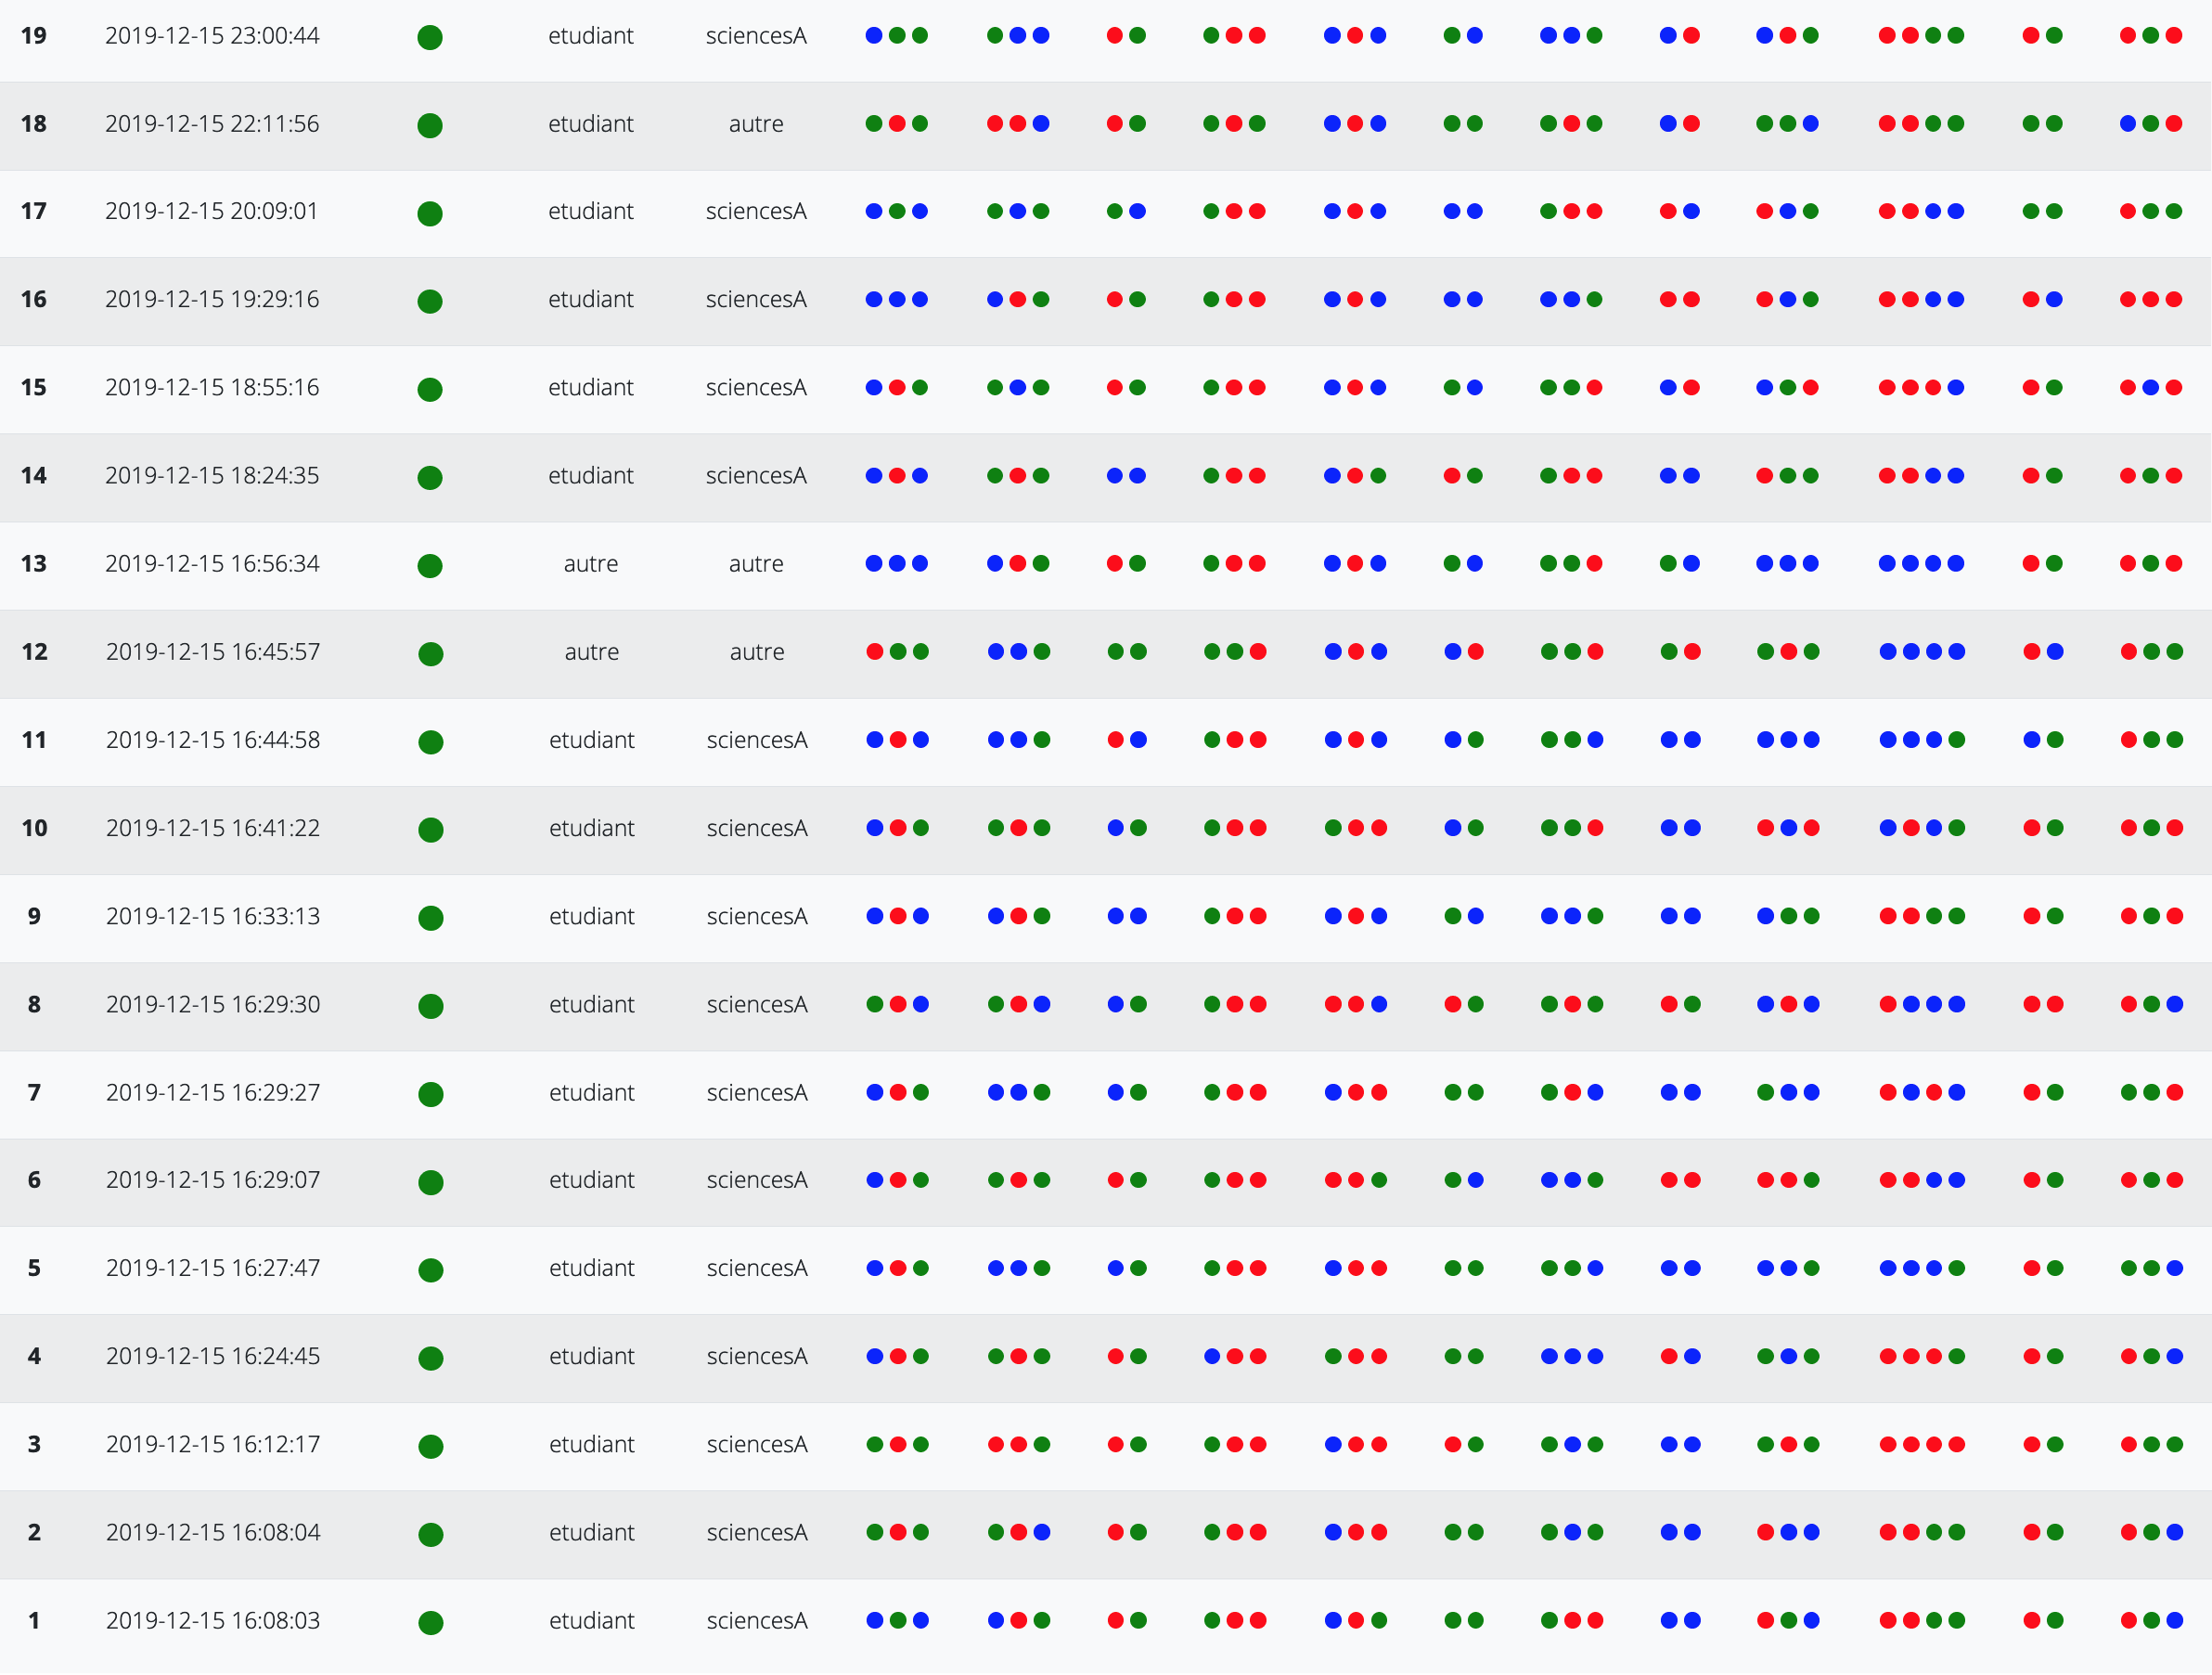 19 2019-12-15 23:00:44 etudiant sciencesA
18 2019-12-15 22:11:56 etudiant autre
17 2019-12-15 20:09:01 etudiant sciencesA
16 2019-12-15 19:29:16 etudiant sciencesA
15 2019-12-15 18:55:16 etudiant sciencesA
14 2019-12-15 18:24:35 etudiant sciencesA
13 2019-12-15 16:56:34 autre autre
12 2019-12-15 16:45:57 autre autre
11 2019-12-15 16:44:58 etudiant sciencesA
10 2019-12-15 16:41:22 etudiant sciencesA
9 2019-12-15 16:33:13 etudiant sciencesA
8 2019-12-15 16:29:30 etudiant sciencesA
7 2019-12-15 16:29:27 etudiant sciencesA
6 2019-12-15 16:29:07 etudiant sciencesA
5 2019-12-15 16:27:47 etudiant sciencesA
4 2019-12-15 16:24:45 etudiant sciencesA
3 2019-12-15 16:12:17 etudiant sciencesA
2 2019-12-15 16:08:04 etudiant sciencesA
1 2019-12-15 16:08:03 etudiant sciencesA